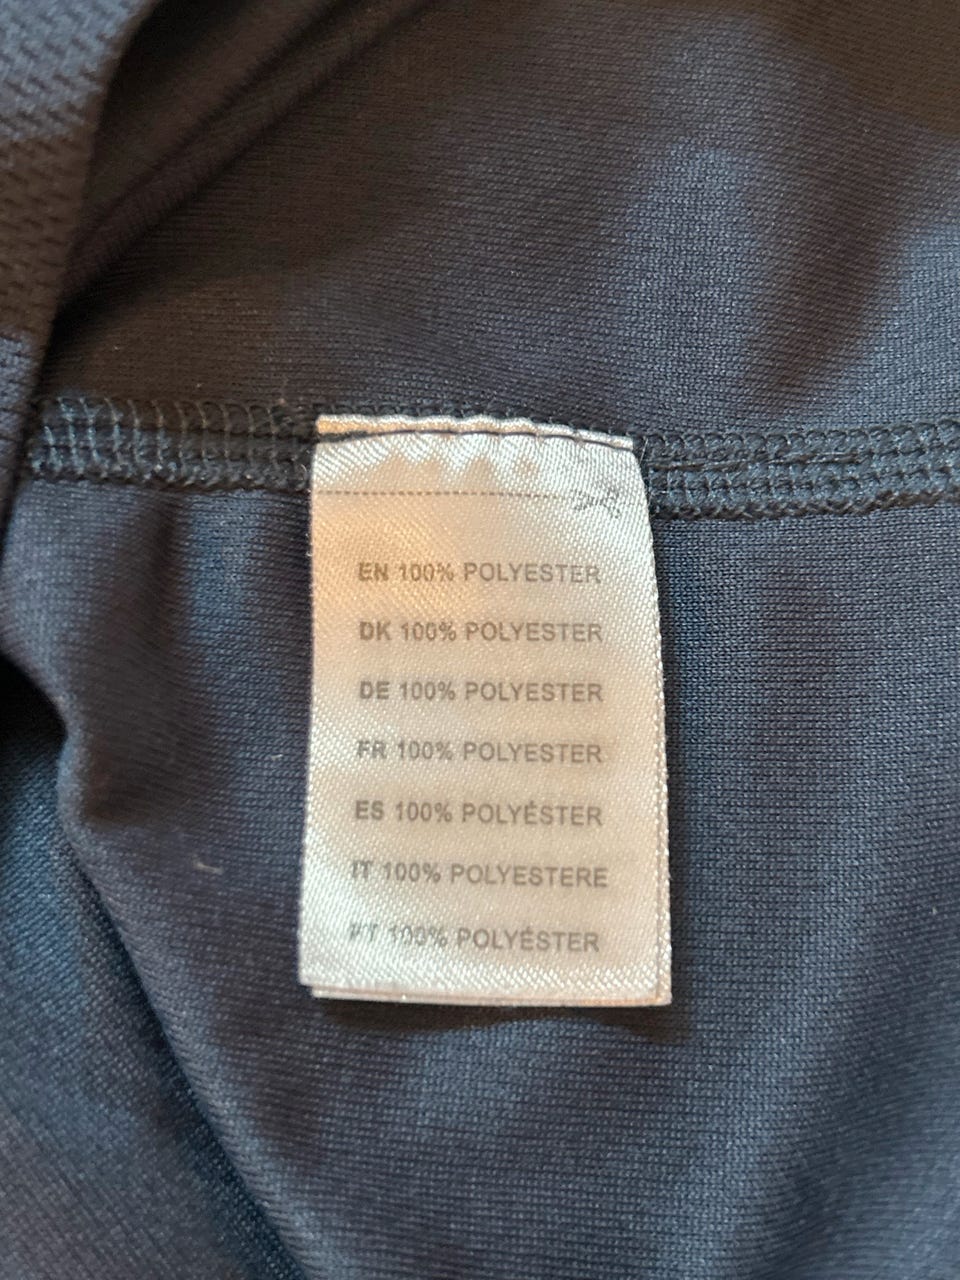 EN 100% POLYESTER
DK 100% POLYESTER
DE 100% POLYESTER
FR 100% POLYESTER
ES 100% POLYÉSTER
IT 100% POLYESTERE
PT 100% POLYÉSTER